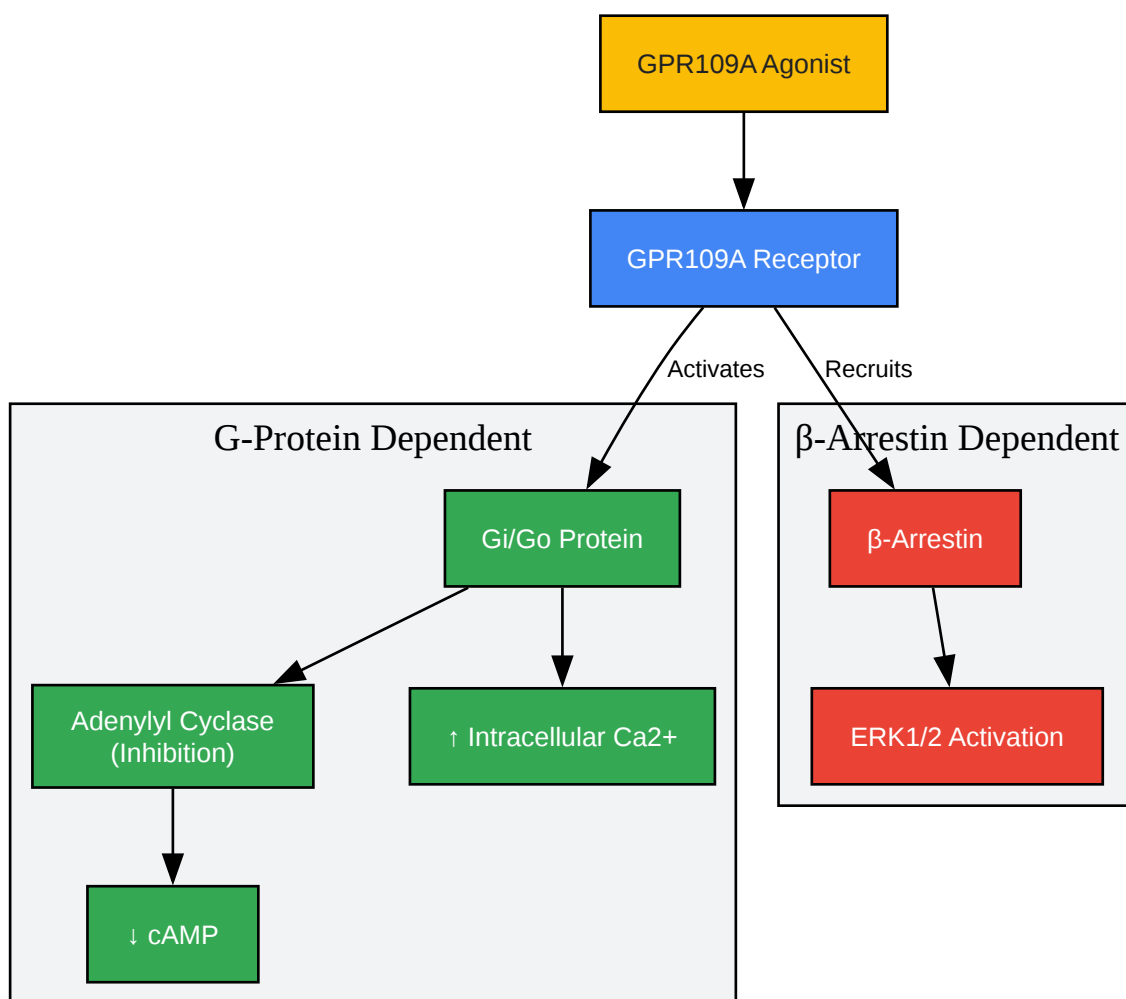 GPR109A Agonist
GPR109A Receptor
Activates
Recruits
G-Protein Dependent
β-Arrestin Dependent
Gi/Go Protein
β-Arrestin
Adenylyl Cyclase
(Inhibition)
↑ Intracellular Ca2+
ERK1/2 Activation
↓ cAMP